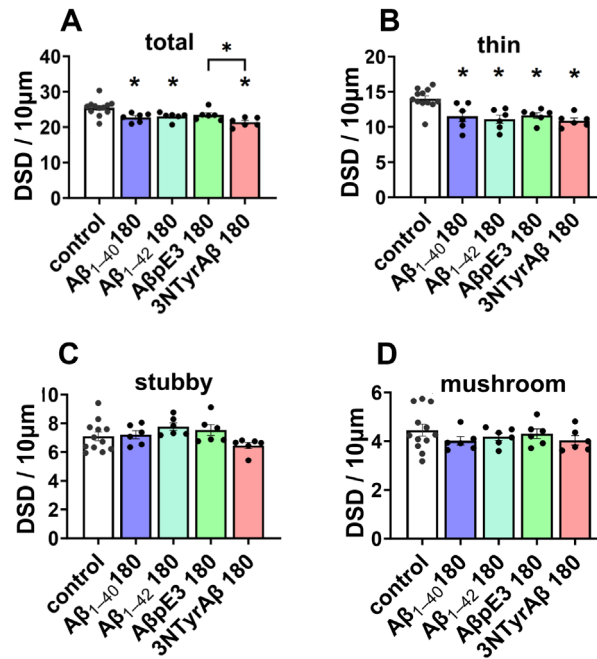 A
total
*
* * *
DSD / 10μm
40
30
20
10
0
control
Aβ₁₋₄₀ 180
Aβ₁₋₄₂ 180
AβpE3 180
3NTyrAβ 180
B
thin
* * * *
DSD / 10μm
20
15
10
5
0
control
Aβ₁₋₄₀ 180
Aβ₁₋₄₂ 180
AβpE3 180
3NTyrAβ 180
C
stubby
DSD / 10μm
10
8
6
4
2
0
control
Aβ₁₋₄₀ 180
Aβ₁₋₄₂ 180
AβpE3 180
3NTyrAβ 180
D
mushroom
DSD / 10μm
6
4
2
0
control
Aβ₁₋₄₀ 180
Aβ₁₋₄₂ 180
AβpE3 180
3NTyrAβ 180